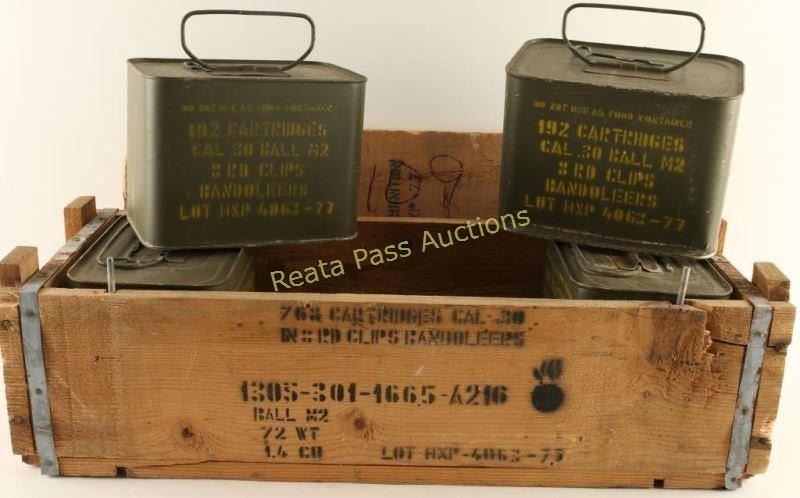 DO NOT USE AS FOOD CONTAINER
192 CARTRIDGES
CAL .30 BALL M2
8 RD CLIPS
BANDOLEERS
LOT HXP 4063-77
DO NOT USE AS FOOD CONTAINER
192 CARTRIDGES
CAL .30 BALL M2
8 RD CLIPS
BANDOLEERS
LOT HXP 4063-77
Reata Pass Auctions
768 CARTRIDGES CAL .30
IN 8 RD CLIPS BANDOLEERS
1305-301-1665-A216
BALL M2
72 WT
1.4 CU
LOT HXP-4063-77